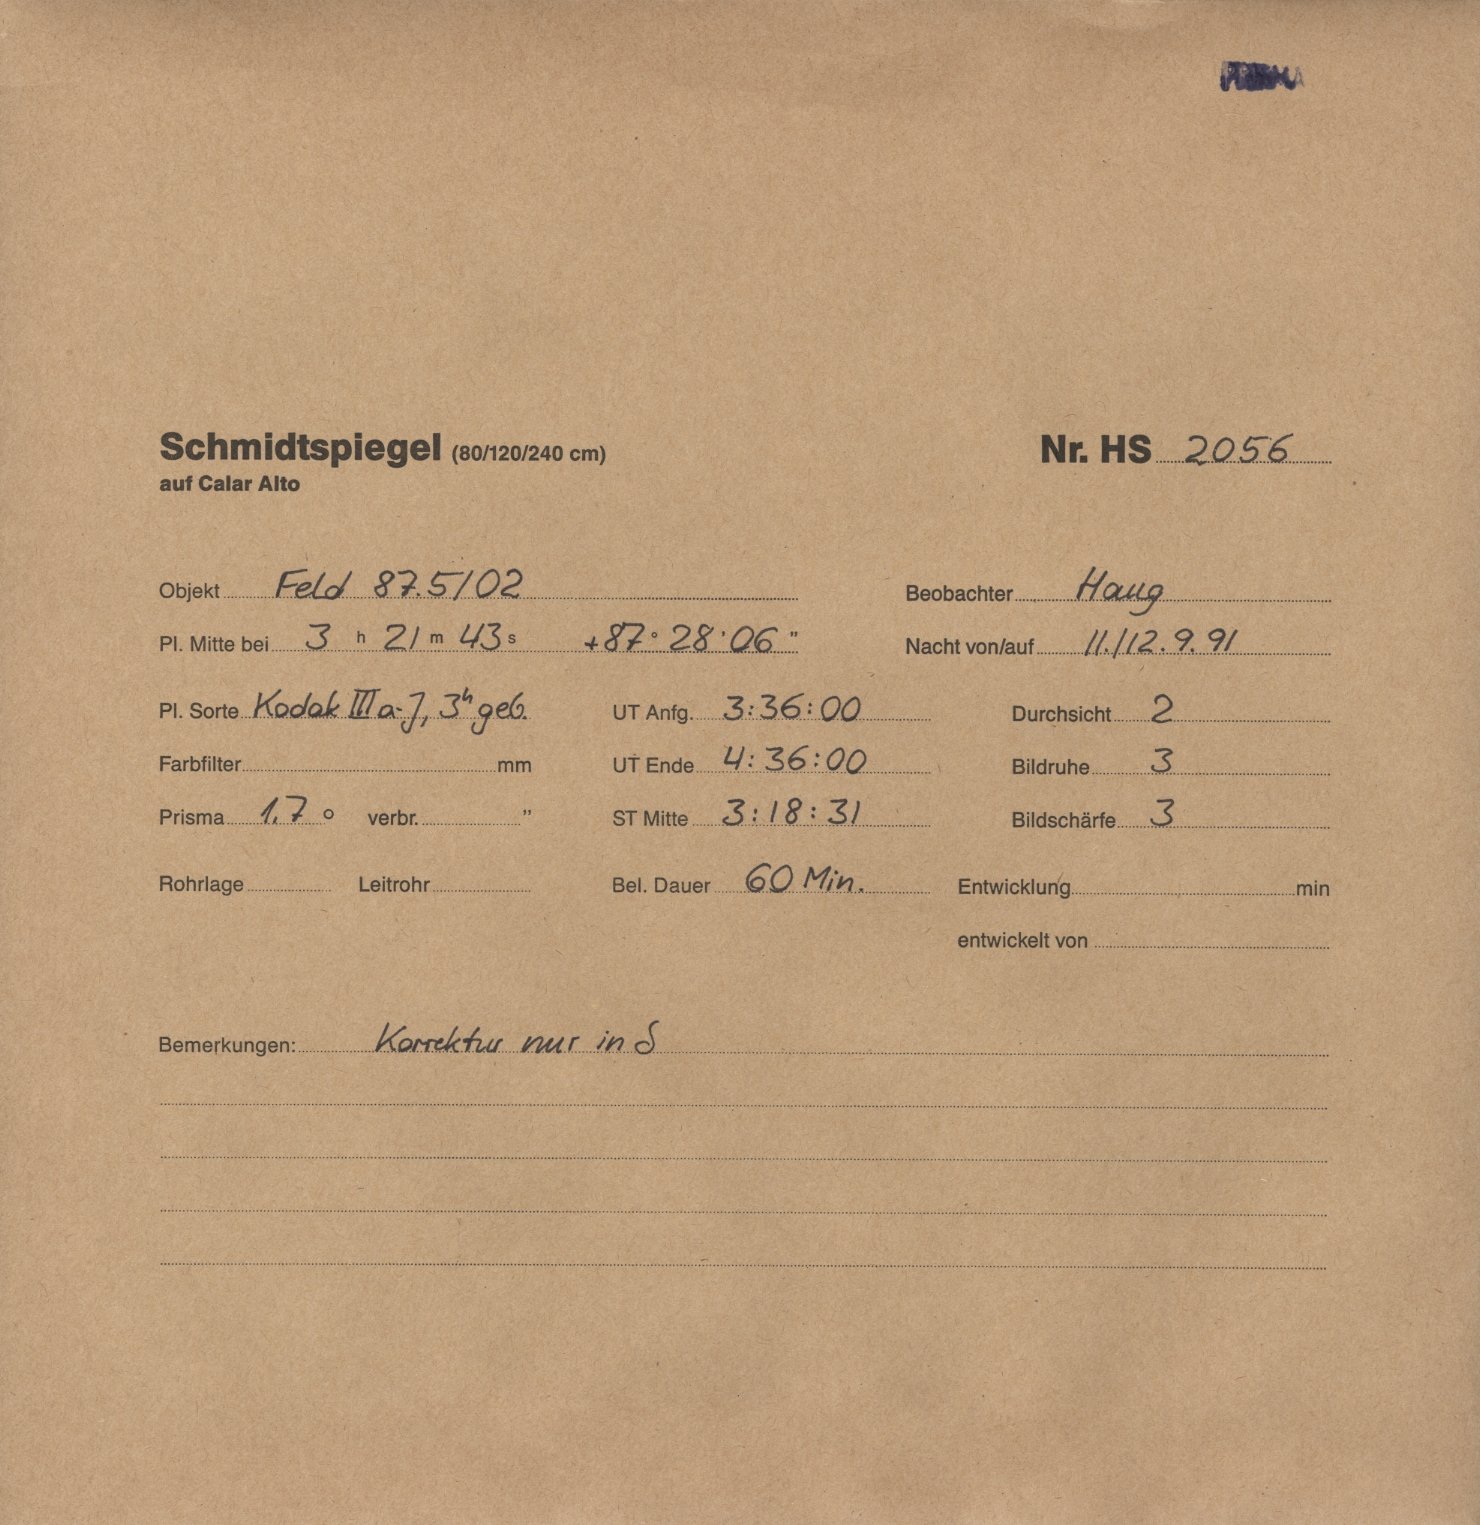 Schmidtspiegel (80/120/240 cm) Nr. HS 2056
auf Calar Alto
Objekt Feld 87.5/02 Beobachter Haug
Pl. Mitte bei 3 h 21 m 43 s +87° 28' 06" Nacht von/auf 11./12.9.91
Pl. Sorte Kodak IIIa-J, 3h geb. UT Anfg. 3:36:00 Durchsicht 2
Farbfilter mm UT Ende 4:36:00 Bildruhe 3
Prisma 1.7 ° verbr. " ST Mitte 3:18:31 Bildschärfe 3
Rohrlage Leitrohr Bel. Dauer 60 Min. Entwicklung min
entwickelt von
Bemerkungen: Korrektur nur in δ